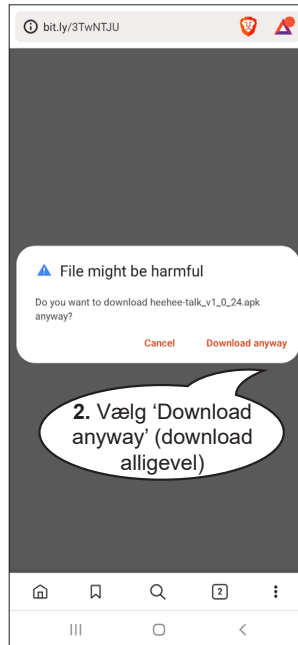 bit.ly/3TwNTJU
File might be harmful
Do you want to download heehee-talk_v1_0_24.apk
anyway?
Cancel Download anyway
2. Vælg ‘Download
anyway’ (download
alligevel)
2